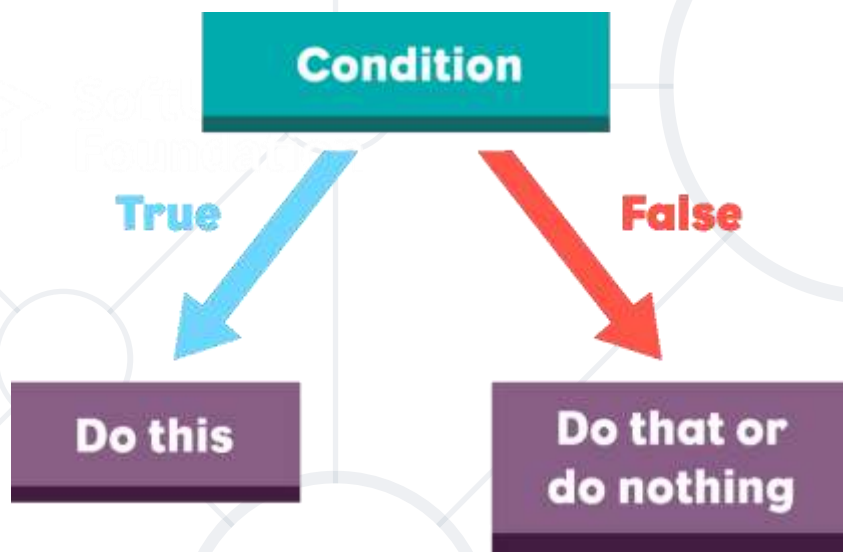 Condition
True
False
Do this
Do that or
do nothing